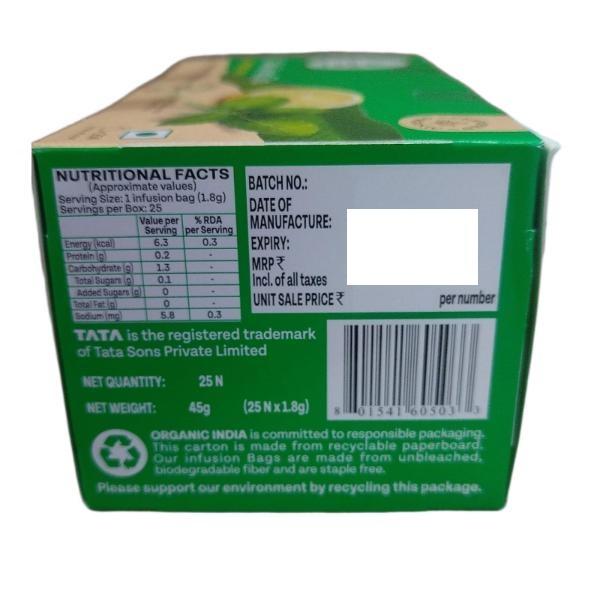 NUTRITIONAL FACTS
(Approximate values)
Serving Size: 1 infusion bag (1.8g)
Servings per Box: 25
Value per Serving % RDA per Serving
Energy (kcal) 6.3 0.3
Protein (g) 0.2 -
Carbohydrate (g) 1.3 -
Total Sugars (g) 0.1 -
Added Sugars (g) 0 -
Total Fat (g) 0 -
Sodium (mg) 5.8 0.3
BATCH NO.:
DATE OF
MANUFACTURE:
EXPIRY:
MRP ₹
Incl. of all taxes
UNIT SALE PRICE ₹ per number
TATA is the registered trademark
of Tata Sons Private Limited
NET QUANTITY: 25 N
NET WEIGHT: 45g (25 N x 1.8g)
8 01541 60503 3
ORGANIC INDIA is committed to responsible packaging.
This carton is made from recyclable paperboard.
Our infusion Bags are made from unbleached,
biodegradable fiber and are staple free.
Please support our environment by recycling this package.